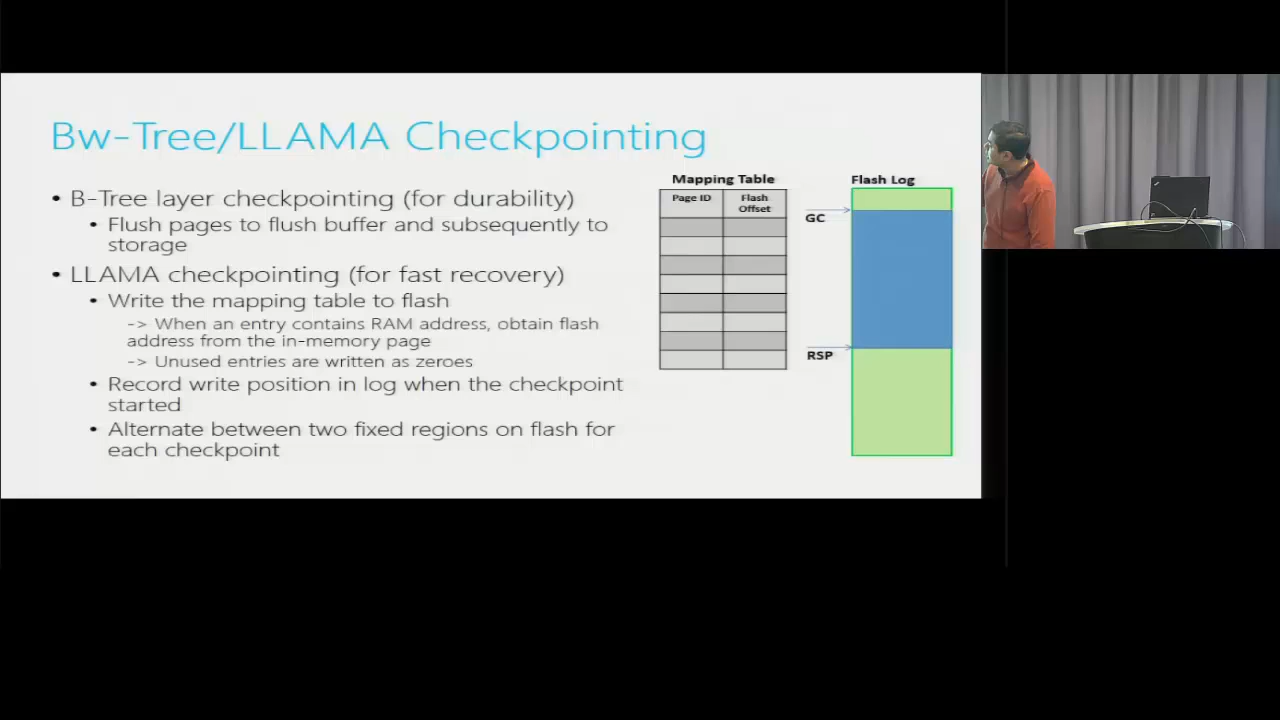 Bw-Tree/LLAMA Checkpointing
• B-Tree layer checkpointing (for durability)
• Flush pages to flush buffer and subsequently to
storage
• LLAMA checkpointing (for fast recovery)
• Write the mapping table to flash
-> When an entry contains RAM address, obtain flash
address from the in-memory page
-> Unused entries are written as zeroes
• Record write position in log when the checkpoint
started
• Alternate between two fixed regions on flash for
each checkpoint
Mapping Table
Page ID
Flash
Offset
Flash Log
GC
RSP